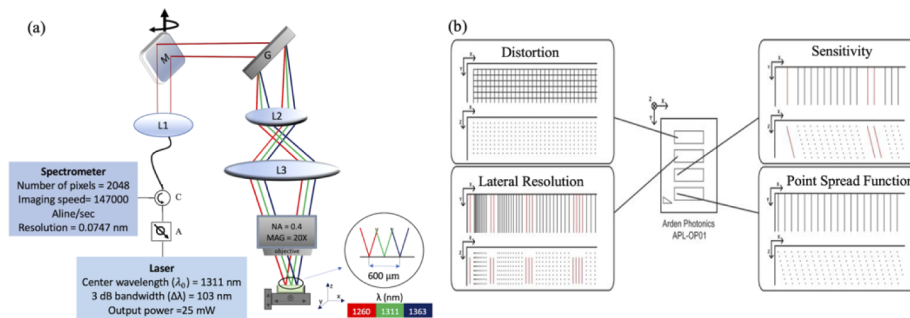 (a)
M
G
L1
L2
L3
Spectrometer
Number of pixels = 2048
Imaging speed= 147000
Aline/sec
Resolution = 0.0747 nm
C
A
Laser
Center wavelength (λ0) = 1311 nm
3 dB bandwidth (Δλ) = 103 nm
Output power =25 mW
NA = 0.4
MAG = 20X
objective
600 μm
y
z
x
λ (nm)
1260
1311
1363
(b)
Distortion
X
Y
X
Z
Lateral Resolution
X
Y
X
Z
Sensitivity
X
Y
X
Z
Point Spread Function
X
Y
X
Z
Z
X
Y
Arden Photonics
APL-OP01